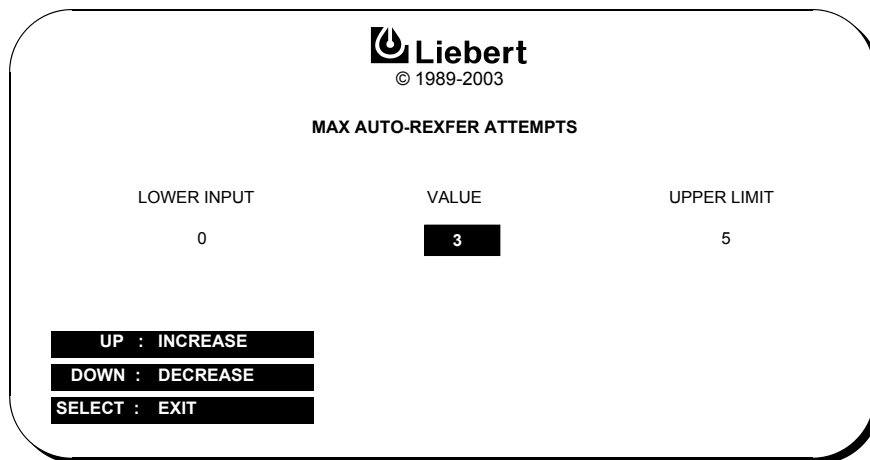 Liebert
© 1989-2003
MAX AUTO-REXFER ATTEMPTS
LOWER INPUT VALUE UPPER LIMIT
0 3 5
UP : INCREASE
DOWN : DECREASE
SELECT : EXIT